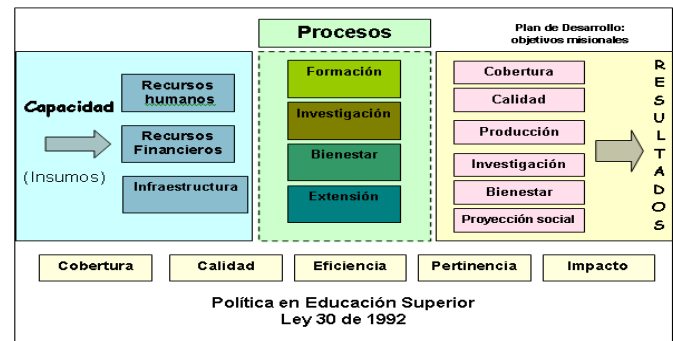 Procesos
Plan de Desarrollo:
objetivos misionales
Capacidad
(Insumos)
Recursos
humanos
Recursos
Financieros
Infraestructura
Formación
Investigación
Bienestar
Extensión
Cobertura
Calidad
Producción
Investigación
Bienestar
Proyección social
RESULTADOS
Cobertura
Calidad
Eficiencia
Pertinencia
Impacto
Política en Educación Superior
Ley 30 de 1992